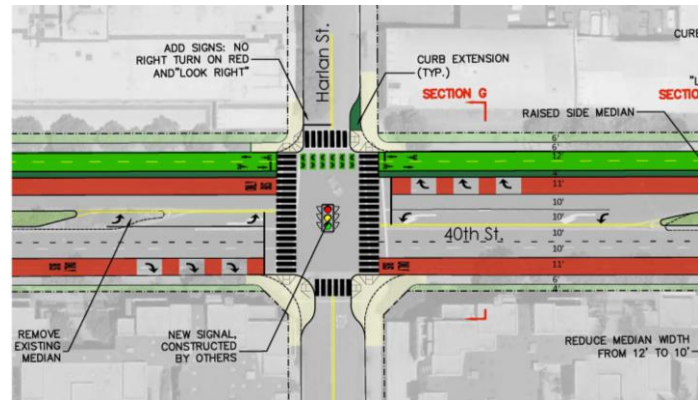 ADD SIGNS: NO
RIGHT TURN ON RED
AND"LOOK RIGHT"
Harlan St.
CURB EXTENSION
(TYP.)
SECTION G
CURB
"L
SECTIO
RAISED SIDE MEDIAN
6'
6'
12'
4'
11'
10'
10'
10'
10'
11'
6'
40th St.
REMOVE
EXISTING
MEDIAN
NEW SIGNAL,
CONSTRUCTED
BY OTHERS
REDUCE MEDIAN WIDTH
FROM 12' TO 10'